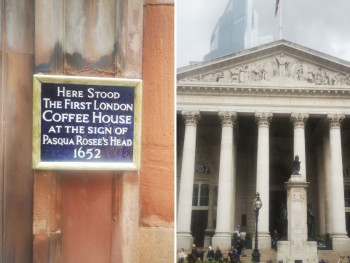 HERE STOOD
THE FIRST LONDON
COFFEE HOUSE
AT THE SIGN OF
PASQUA ROSEE'S HEAD
1652